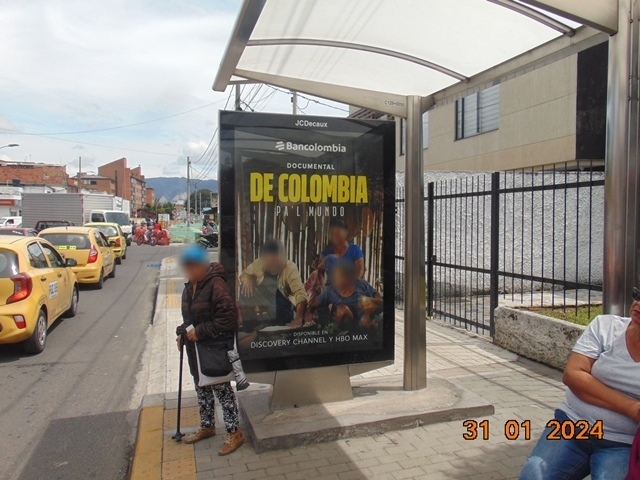 JCDecaux
Bancolombia
DOCUMENTAL
DE COLOMBIA
PA'L MUNDO
DISPONIBLE EN
DISCOVERY CHANNEL Y HBO MAX
31 01 2024